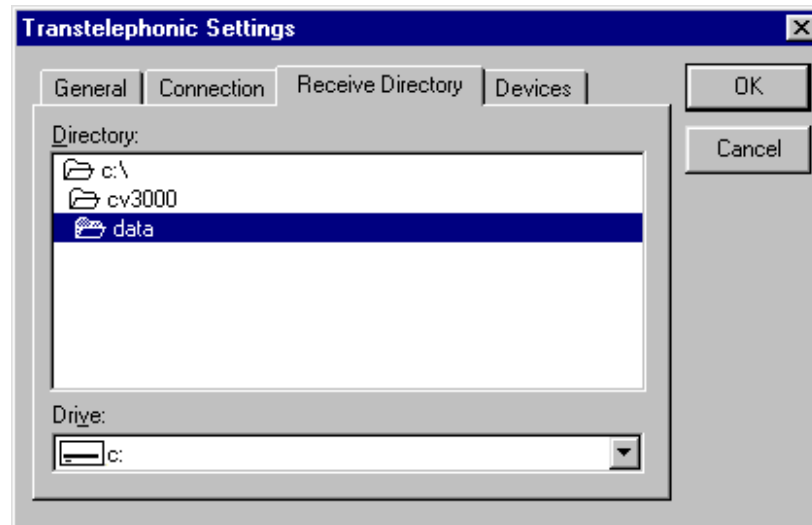 Transtelephonic Settings
General Connection Receive Directory Devices
OK
Cancel
Directory:
c:\
cv3000
data
Drive:
c: